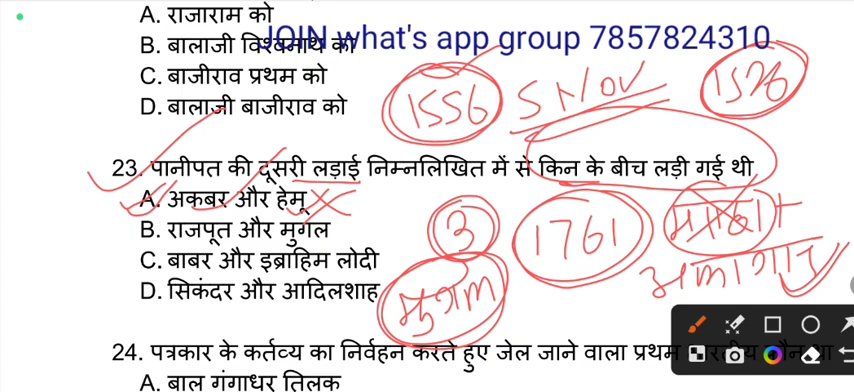 A. राजाराम को
JOIN what's app group 7857824310
B. बालाजी विश्वनाथ को
C. बाजीराव प्रथम को
D. बालाजी बाजीराव को
1556 5 Nov 1526
23. पानीपत की दूसरी लड़ाई निम्नलिखित में से किन के बीच लड़ी गई थी
A. अकबर और हेमू
B. राजपूत और मुगल
3 1761 मराठा
C. बाबर और इब्राहिम लोदी
D. सिकंदर और आदिलशाह
मुगल
24. पत्रकार के कर्तव्य का निर्वहन करते हुए जेल जाने वाला प्रथम
A. बाल गंगाधर तिलक